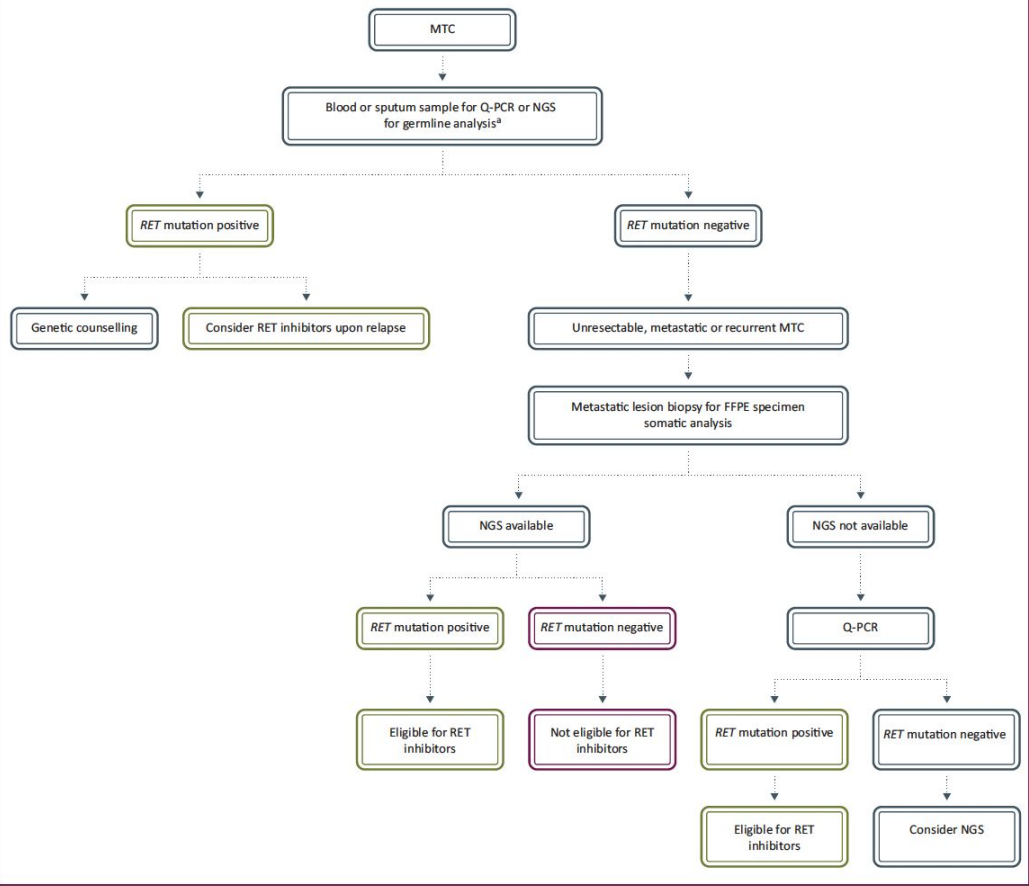 MTC
Blood or sputum sample for Q-PCR or NGS
for germline analysisᵃ
RET mutation positive
RET mutation negative
Genetic counselling
Consider RET inhibitors upon relapse
Unresectable, metastatic or recurrent MTC
Metastatic lesion biopsy for FFPE specimen
somatic analysis
NGS available
NGS not available
RET mutation positive
RET mutation negative
Q-PCR
Eligible for RET
inhibitors
Not eligible for RET
inhibitors
RET mutation positive
RET mutation negative
Eligible for RET
inhibitors
Consider NGS